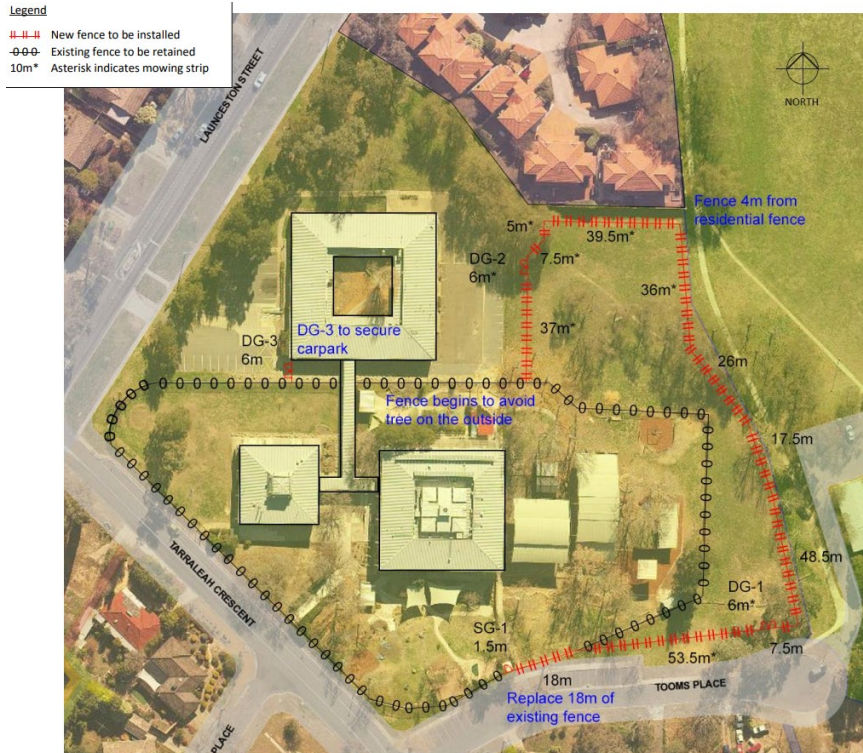 Legend
New fence to be installed
Existing fence to be retained
10m* Asterisk indicates mowing strip
LAUNCESTON STREET
NORTH
Fence 4m from
residential fence
5m*
39.5m*
DG-2
6m*
7.5m*
36m*
DG-3 to secure
carpark
DG-3
6m
37m*
26m
Fence begins to avoid
tree on the outside
17.5m
TARRALEAH CRESCENT
48.5m
DG-1
6m*
SG-1
1.5m
18m
53.5m*
7.5m
TOOMS PLACE
Replace 18m of
existing fence
PLACE